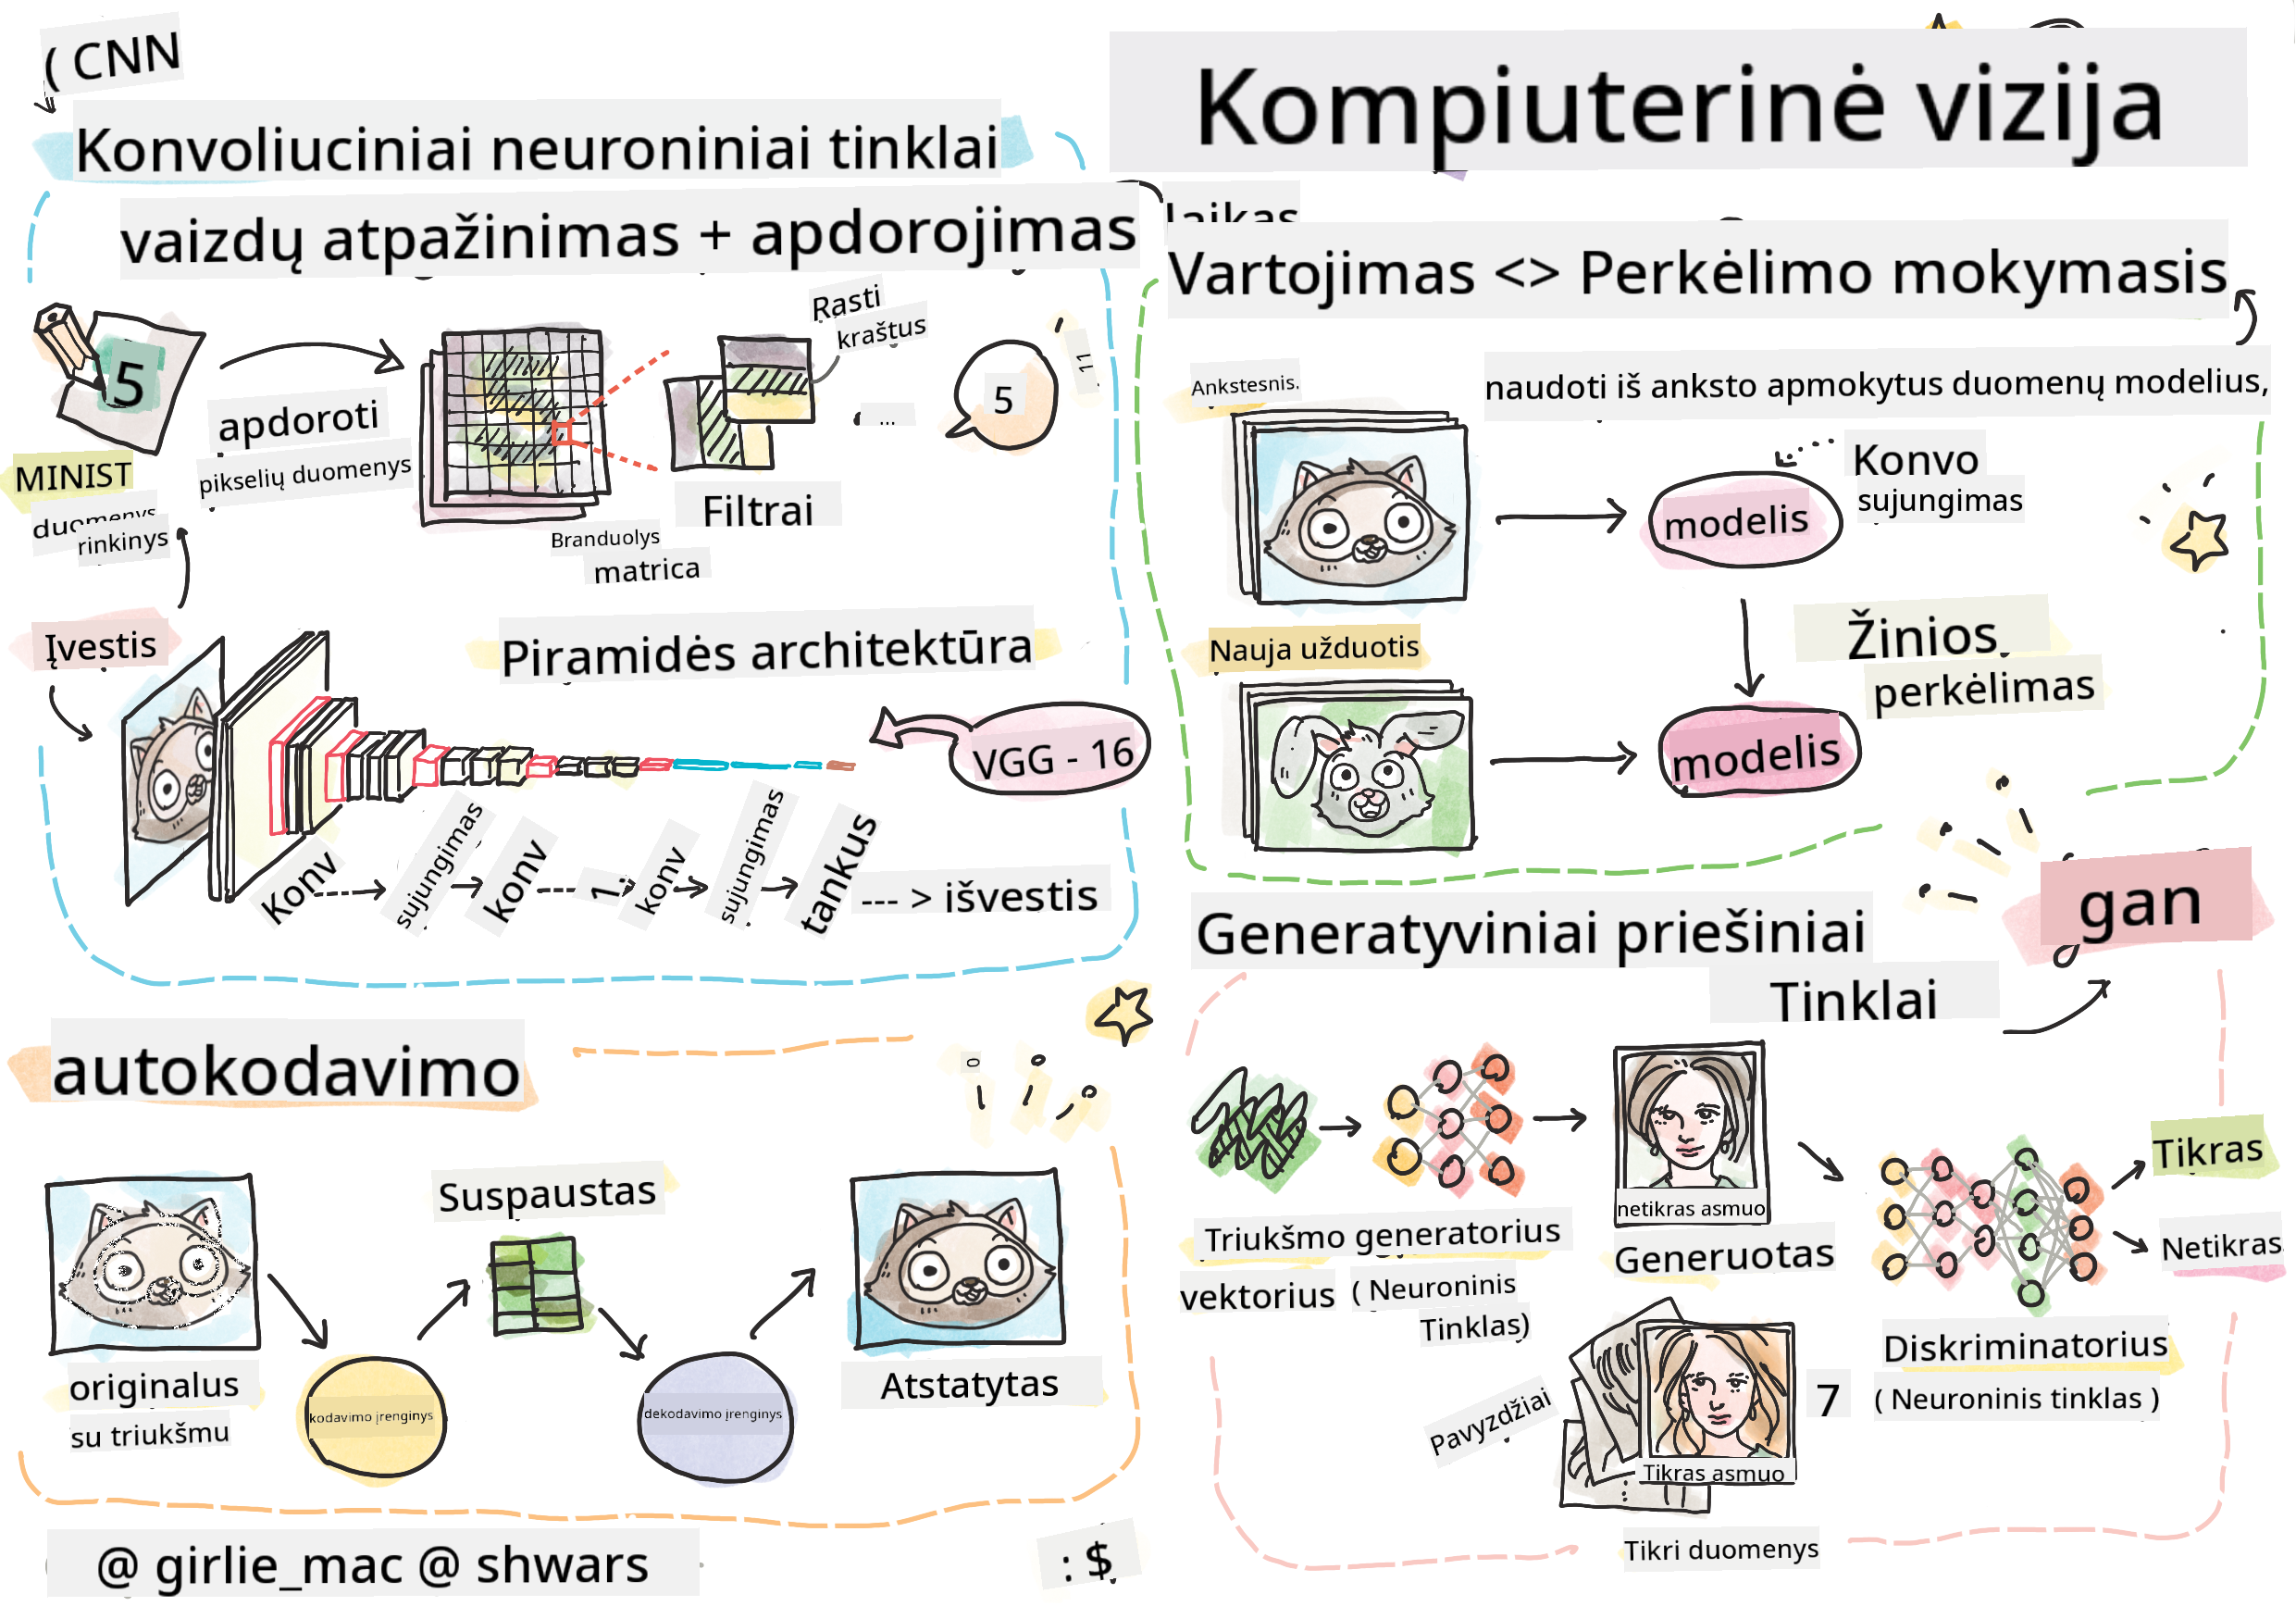 ( CNN
Konvoliuciniai neuroniniai tinklai
vaizdų atpažinimas + apdorojimas
5
apdoroti
pikselių duomenys
MINIST
duomenys
rinkinys
Rasti
kraštus
...
5
Filtrai
Branduolys
matrica
Įvestis
Piramidės architektūra
VGG - 16
Konv
sujungimas
konv
1.
konv
sujungimas
tankus
--- > išvestis
autokodavimo
Suspaustas
originalus
su triukšmu
kodavimo įrenginys
dekodavimo įrenginys
Atstatytas
@ girlie_mac @ shwars
: $
Kompiuterinė vizija
laikas
Vartojimas <> Perkėlimo mokymasis
naudoti iš anksto apmokytus duomenų modelius,
Ankstesnis.
modelis
Konvo
sujungimas
Žinios
perkėlimas
Nauja užduotis
modelis
gan
Generatyviniai priešiniai
Tinklai
netikras asmuo
Triukšmo generatorius
vektorius
( Neuroninis
Tinklas)
Generuotas
Tikras
Netikras
Diskriminatorius
( Neuroninis tinklas )
7
Pavyzdžiai
Tikras asmuo
Tikri duomenys